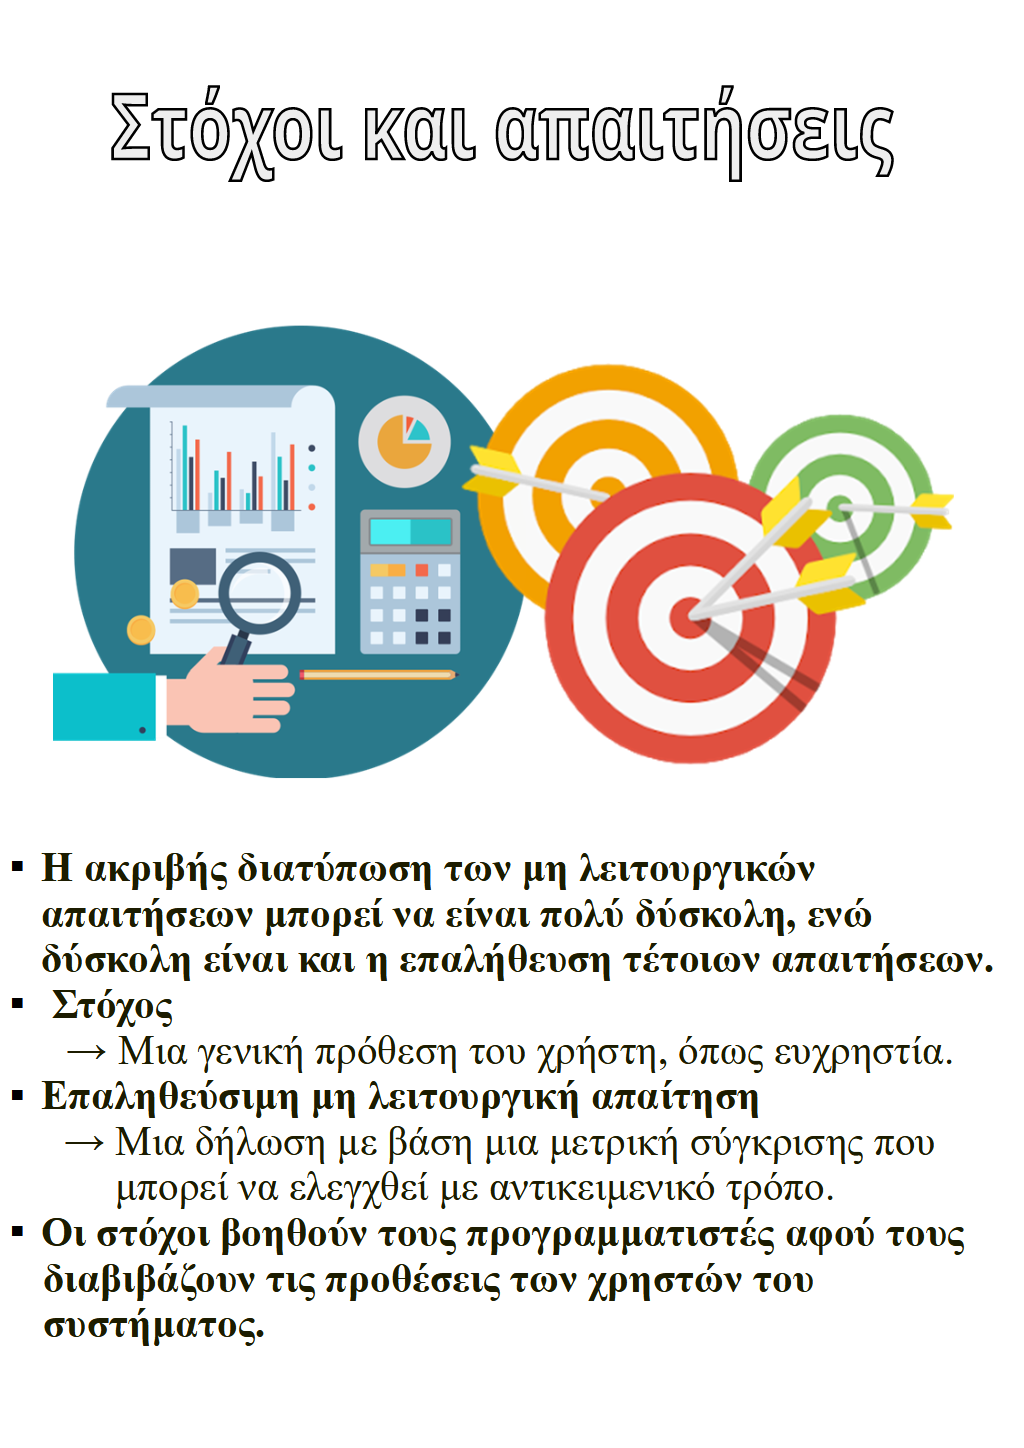 Στόχοι και απαιτήσεις
▪ Η ακριβής διατύπωση των μη λειτουργικών
απαιτήσεων μπορεί να είναι πολύ δύσκολη, ενώ
δύσκολη είναι και η επαλήθευση τέτοιων απαιτήσεων.
▪ Στόχος
→ Μια γενική πρόθεση του χρήστη, όπως ευχρηστία.
▪ Επαληθεύσιμη μη λειτουργική απαίτηση
→ Μια δήλωση με βάση μια μετρική σύγκρισης που
μπορεί να ελεγχθεί με αντικειμενικό τρόπο.
▪ Οι στόχοι βοηθούν τους προγραμματιστές αφού τους
διαβιβάζουν τις προθέσεις των χρηστών του
συστήματος.